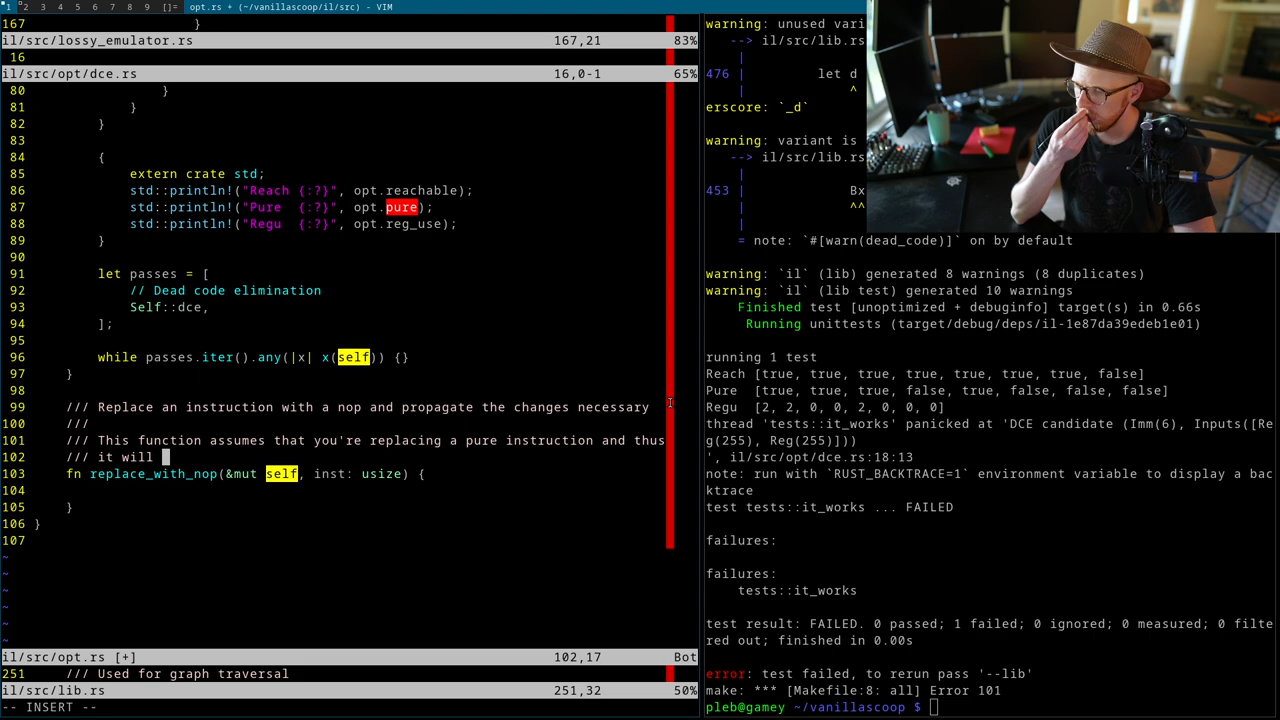 1 2 3 4 5 6 7 8 9 []= opt.rs + (~/vanillascoop/il/src) - VIM
167 }
il/src/lossy_emulator.rs 167,21 83%
16
il/src/opt/dce.rs 16,0-1 65%
80 }
81 }
82 }
83
84 {
85 extern crate std;
86 std::println!("Reach {:?}", opt.reachable);
87 std::println!("Pure  {:?}", opt.pure);
88 std::println!("Regu  {:?}", opt.reg_use);
89 }
90
91 let passes = [
92 // Dead code elimination
93 Self::dce,
94 ];
95
96 while passes.iter().any(|x| x(self)) {}
97 }
98
99 /// Replace an instruction with a nop and propagate the changes necessary
100 ///
101 /// This function assumes that you're replacing a pure instruction and thus
102 /// it will
103 fn replace_with_nop(&mut self, inst: usize) {
104
105 }
106 }
107
~
~
~
~
~
~
il/src/opt.rs [+] 102,17 Bot
251 /// Used for graph traversal
il/src/lib.rs 251,32 50%
-- INSERT --
warning: unused vari
--> il/src/lib.rs
|
476 | let d
| ^
erscore: `_d`
warning: variant is
--> il/src/lib.rs
|
453 | Bx
| ^^
|
= note: `#[warn(dead_code)]` on by default
warning: `il` (lib) generated 8 warnings (8 duplicates)
warning: `il` (lib test) generated 10 warnings
Finished test [unoptimized + debuginfo] target(s) in 0.66s
Running unittests (target/debug/deps/il-1e87da39edeb1e01)
running 1 test
Reach [true, true, true, true, true, true, true, false]
Pure  [true, true, true, false, true, false, false, false]
Regu  [2, 2, 0, 0, 2, 0, 0, 0]
thread 'tests::it_works' panicked at 'DCE candidate (Imm(6), Inputs([Re
g(255), Reg(255)]))
', il/src/opt/dce.rs:18:13
note: run with `RUST_BACKTRACE=1` environment variable to display a bac
ktrace
test tests::it_works ... FAILED
failures:
failures:
tests::it_works
test result: FAILED. 0 passed; 1 failed; 0 ignored; 0 measured; 0 filte
red out; finished in 0.00s
error: test failed, to rerun pass '--lib'
make: *** [Makefile:8: all] Error 101
pleb@gamey ~/vanillascoop $